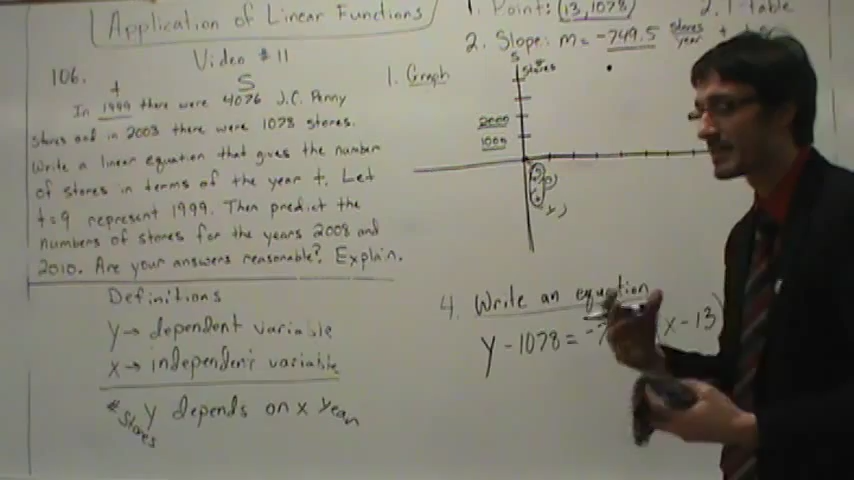 Application of Linear Functions
Video #11
106.
t
S
In 1999 there were 4076 J.C. Penny
stores and in 2003 there were 1078 stores.
Write a linear equation that gives the number
of stores in terms of the year t. Let
t=9 represent 1999. Then predict the
numbers of stores for the years 2008 and
2010. Are your answers reasonable? Explain.
Definitions
y → dependent variable
x → independent variable
# stores y depends on x year
1. Point: (13, 1078)
2. Slope: m = -749.5 stores
year
2. T-table
1. Graph
S
stores
2000
1000
4. Write an equation
y - 1078 = -7 x - 13)